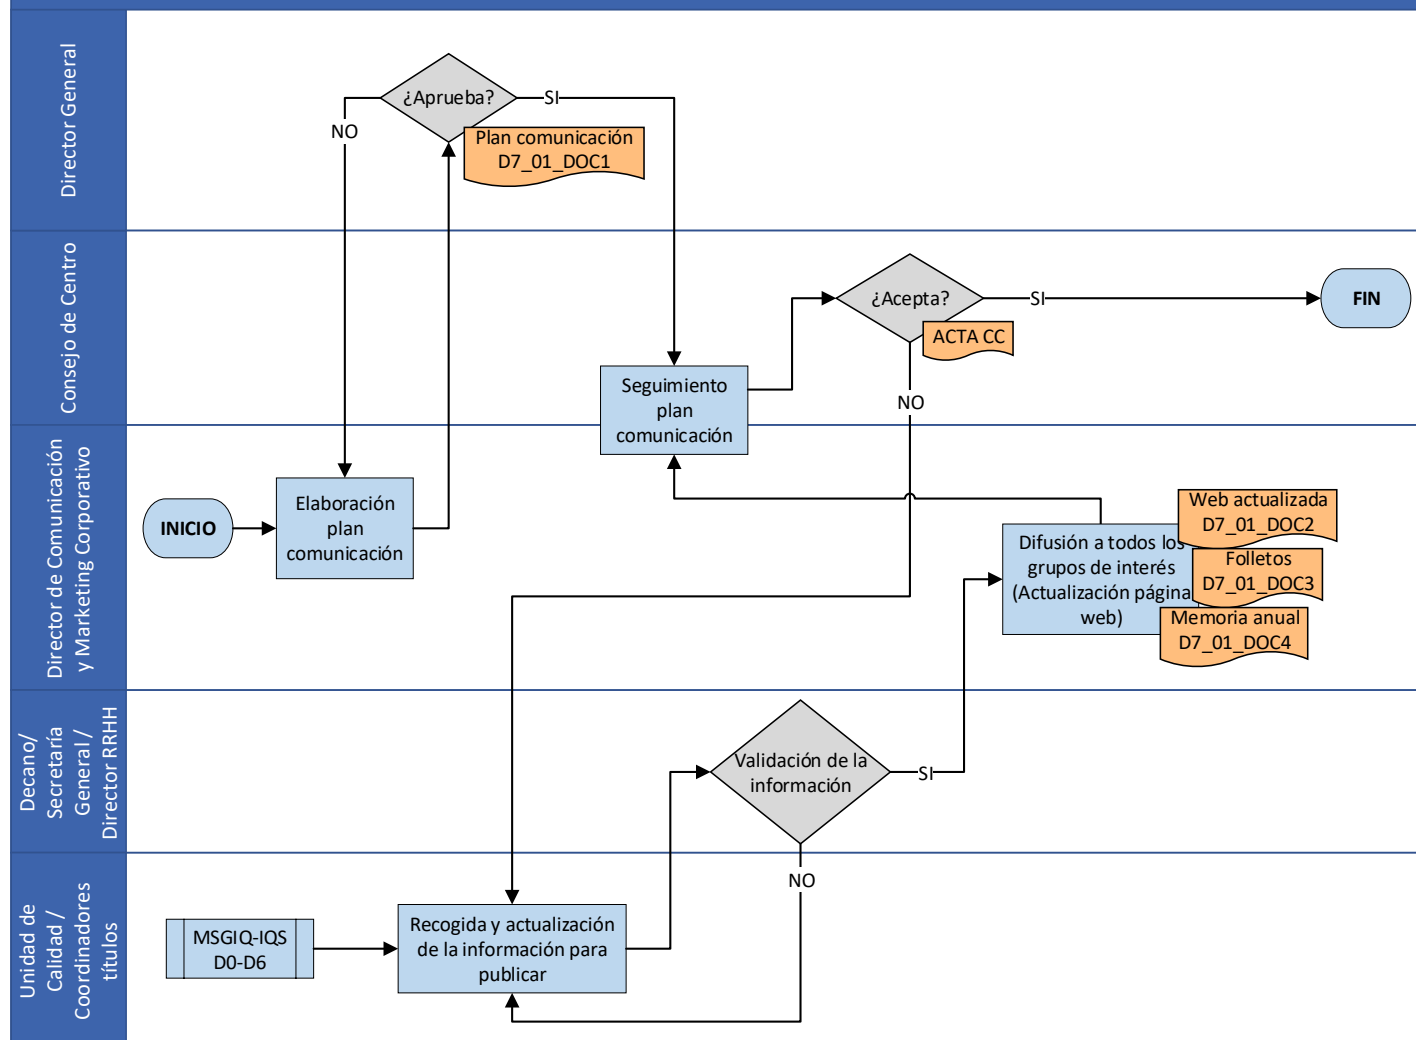 Director General
¿Aprueba?
SI
NO
Plan comunicación
D7_01_DOC1
Consejo de Centro
¿Acepta?
SI
FIN
ACTA CC
NO
Seguimiento
plan
comunicación
Director de Comunicación
y Marketing Corporativo
INICIO
Elaboración
plan
comunicación
Difusión a todos los
grupos de interés
(Actualización página
web)
Web actualizada
D7_01_DOC2
Folletos
D7_01_DOC3
Memoria anual
D7_01_DOC4
Decano/
Secretaría
General /
Director RRHH
Validación de la
información
SI
NO
Unidad de
Calidad /
Coordinadores
títulos
MSGIQ-IQS
D0-D6
Recogida y actualización
de la información para
publicar